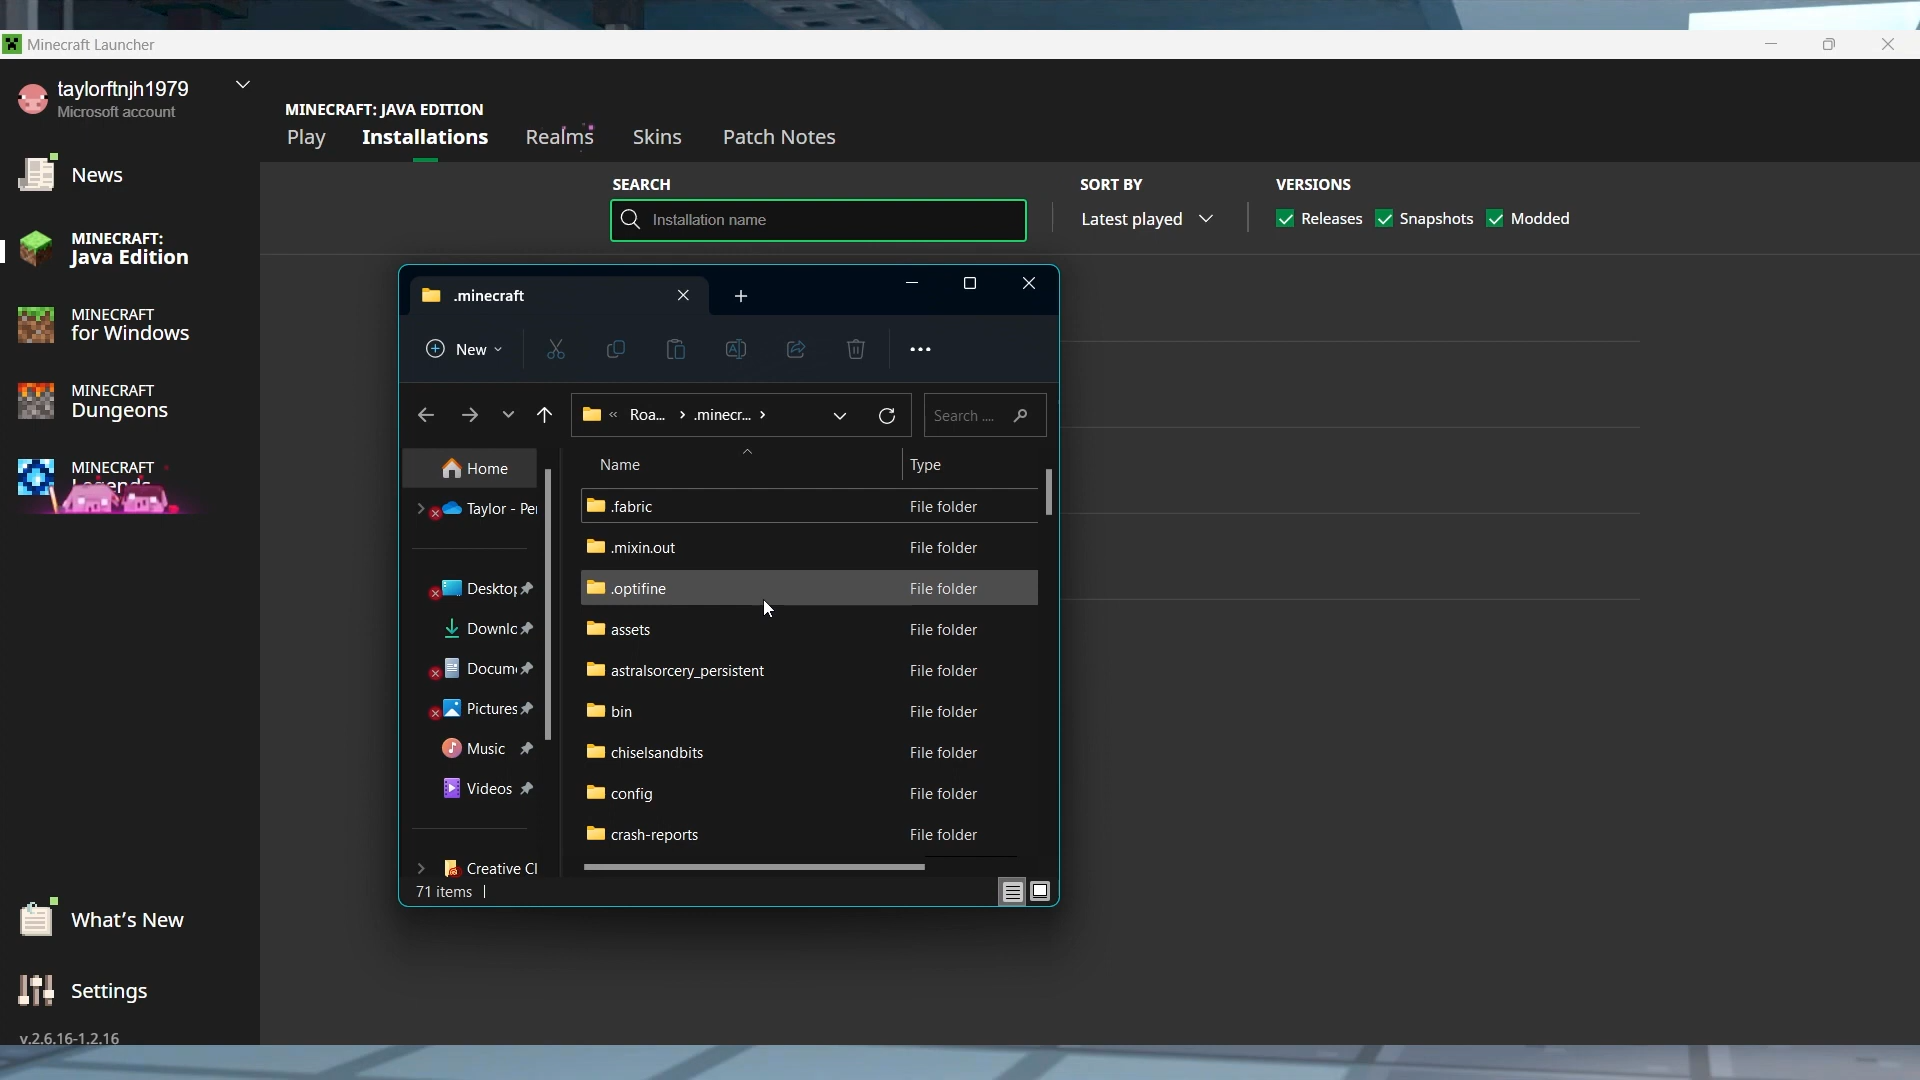 Minecraft Launcher
taylorftnjh1979
Microsoft account
News
MINECRAFT:
Java Edition
MINECRAFT
for Windows
MINECRAFT
Dungeons
MINECRAFT
Legends
What's New
Settings
v.2.6.16-1.2.16
MINECRAFT: JAVA EDITION
Play Installations Realms Skins Patch Notes
SEARCH SORT BY VERSIONS
Installation name Latest played Releases Snapshots Modded
.minecraft
New
Roa... .minecr... Search ....
Home
Taylor - Per
Desktop
Downlo
Docum
Pictures
Music
Videos
Creative Cl
Name Type
.fabric File folder
.mixin.out File folder
.optifine File folder
assets File folder
astralsorcery_persistent File folder
bin File folder
chiselsandbits File folder
config File folder
crash-reports File folder
71 items